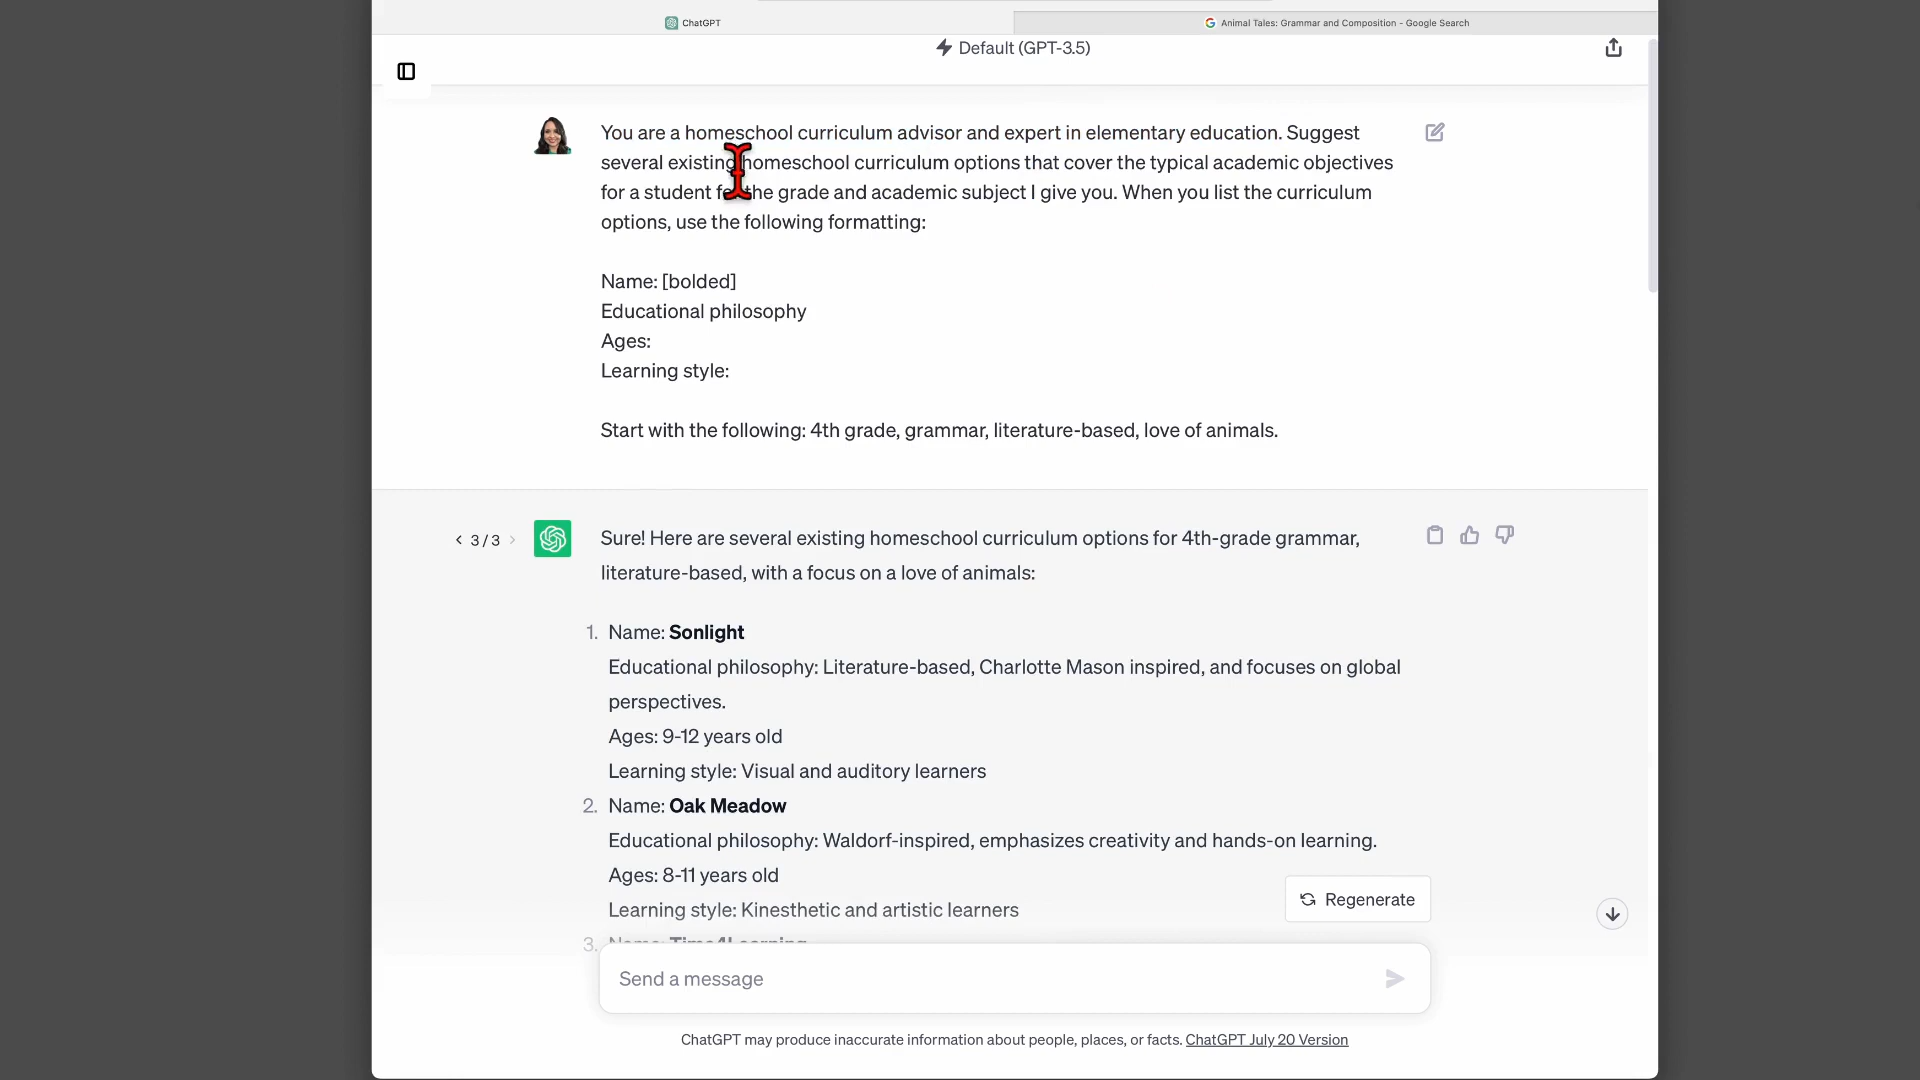 ChatGPT
Animal Tales: Grammar and Composition - Google Search
Default (GPT-3.5)
You are a homeschool curriculum advisor and expert in elementary education. Suggest
several existing homeschool curriculum options that cover the typical academic objectives
for a student for the grade and academic subject I give you. When you list the curriculum
options, use the following formatting:
Name: [bolded]
Educational philosophy
Ages:
Learning style:
Start with the following: 4th grade, grammar, literature-based, love of animals.
< 3 / 3 >
Sure! Here are several existing homeschool curriculum options for 4th-grade grammar,
literature-based, with a focus on a love of animals:
1. Name: Sonlight
Educational philosophy: Literature-based, Charlotte Mason inspired, and focuses on global
perspectives.
Ages: 9-12 years old
Learning style: Visual and auditory learners
2. Name: Oak Meadow
Educational philosophy: Waldorf-inspired, emphasizes creativity and hands-on learning.
Ages: 8-11 years old
Learning style: Kinesthetic and artistic learners
Regenerate
3. Name: Time4Learning
Send a message
ChatGPT may produce inaccurate information about people, places, or facts. ChatGPT July 20 Version